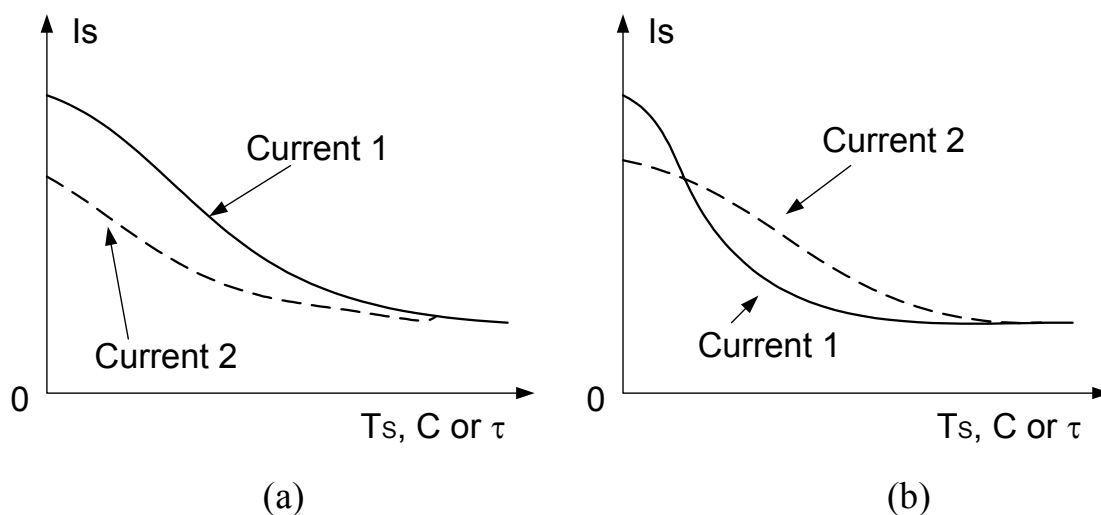 Is
Current 1
Current 2
0
Ts, C or τ
(a)
Is
Current 2
Current 1
0
Ts, C or τ
(b)